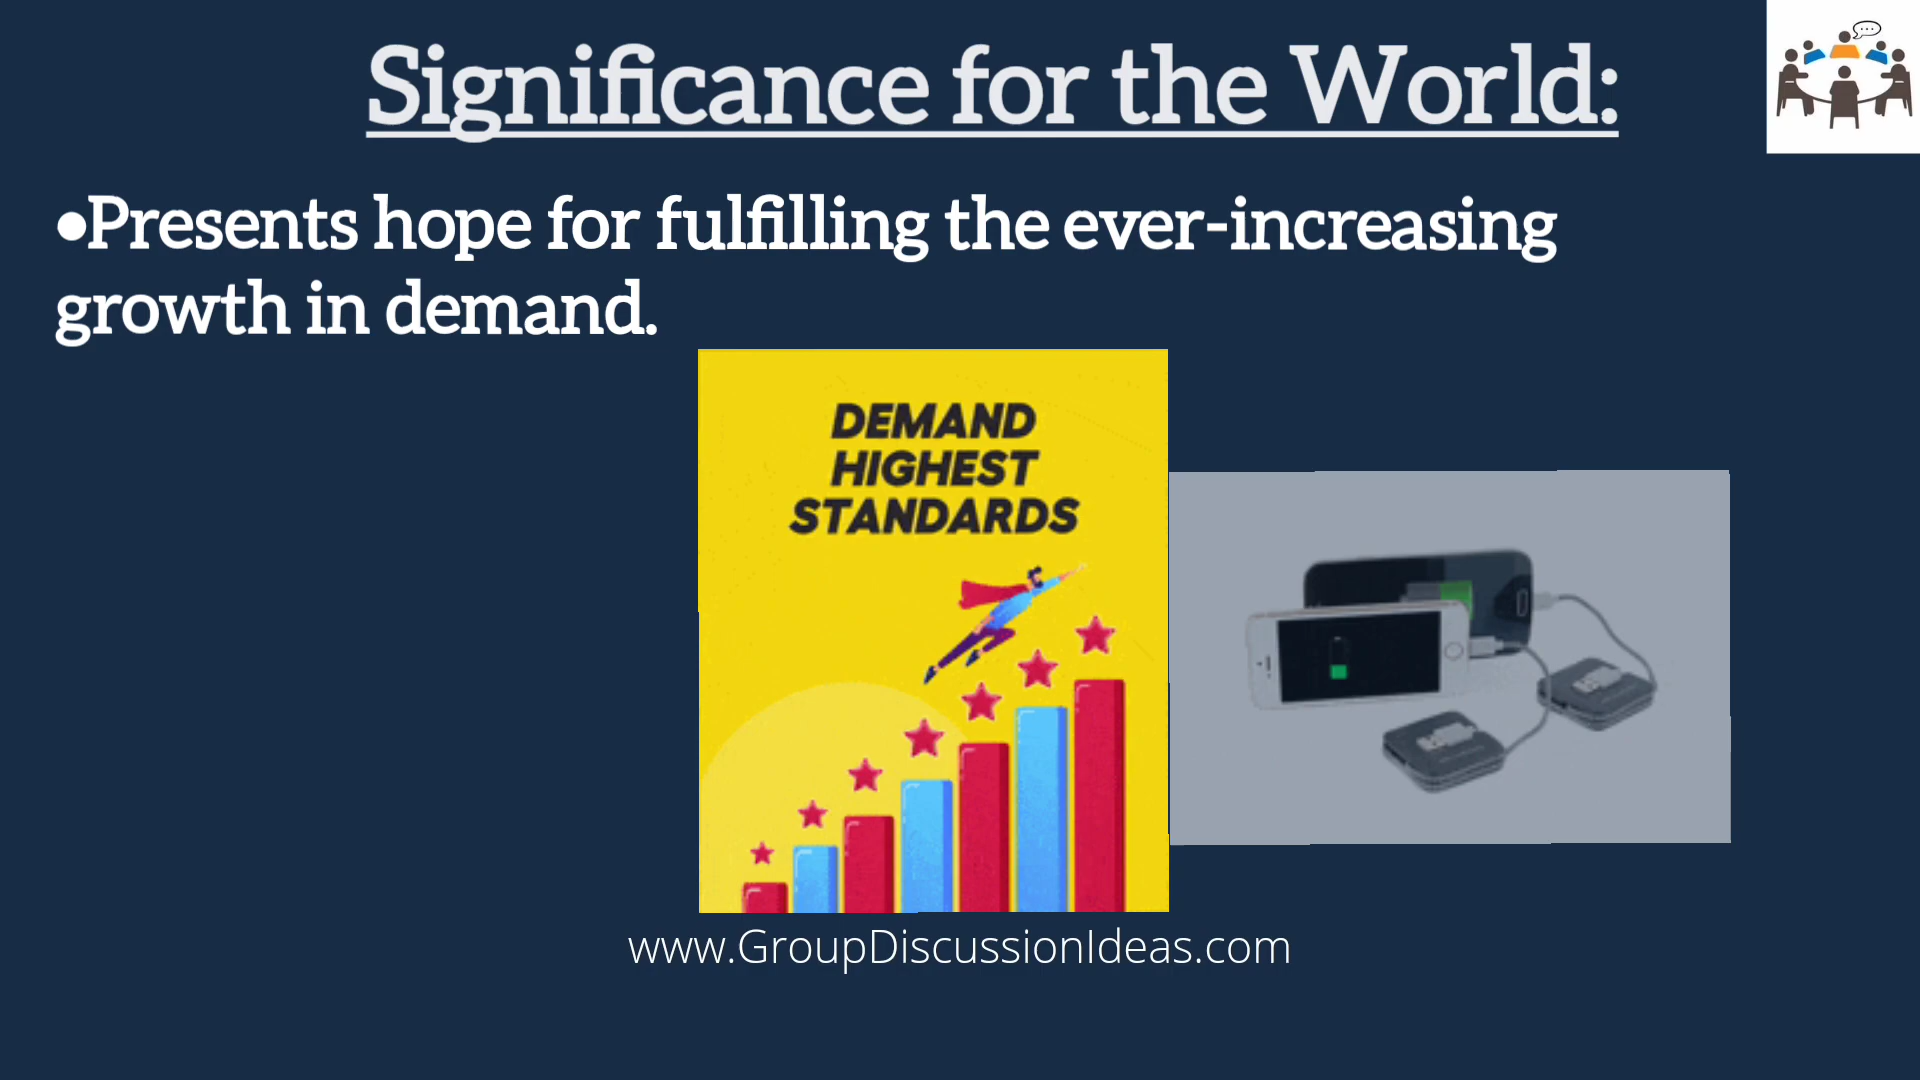 Significance for the World:
•Presents hope for fulfilling the ever-increasing
growth in demand.
DEMAND
HIGHEST
STANDARDS
www.GroupDiscussionIdeas.com